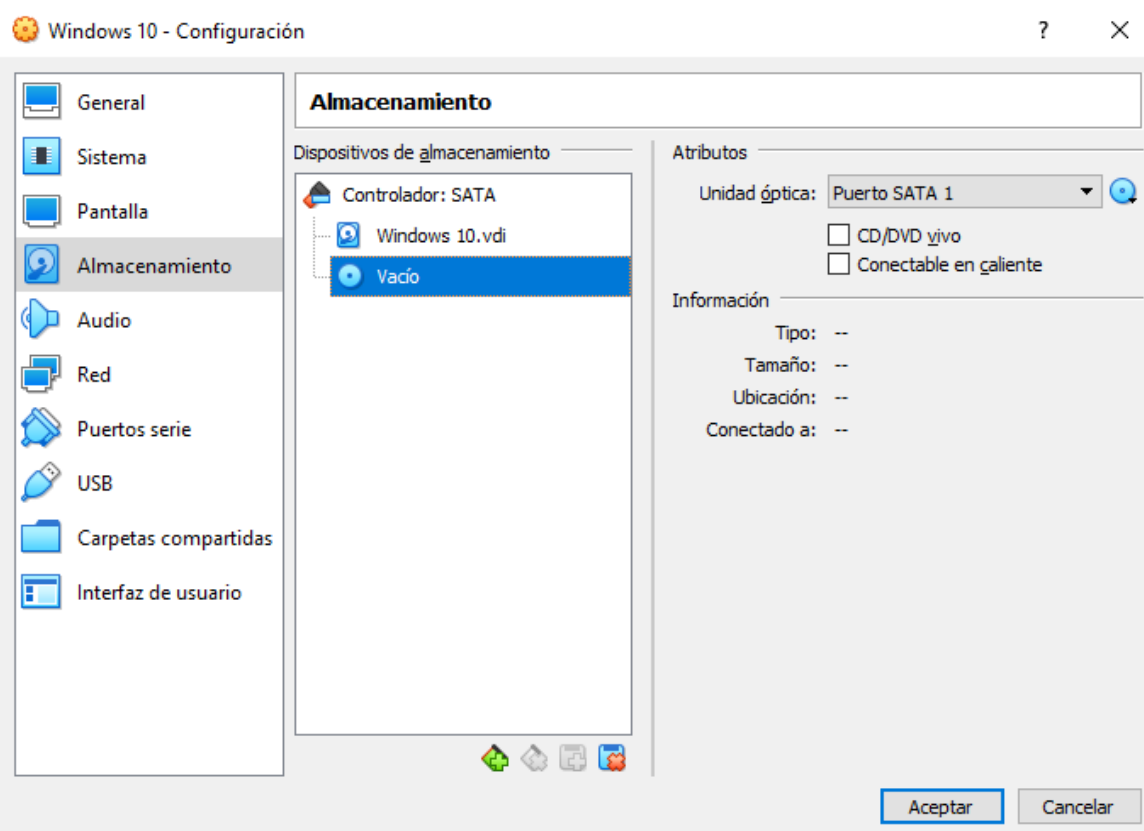 Windows 10 - Configuración
?
General
Sistema
Pantalla
Almacenamiento
Audio
Red
Puertos serie
USB
Carpetas compartidas
Interfaz de usuario
Almacenamiento
Dispositivos de almacenamiento
Controlador: SATA
Windows 10.vdi
Vacío
Atributos
Unidad óptica: Puerto SATA 1
CD/DVD vivo
Conectable en caliente
Información
Tipo: --
Tamaño: --
Ubicación: --
Conectado a: --
Aceptar Cancelar